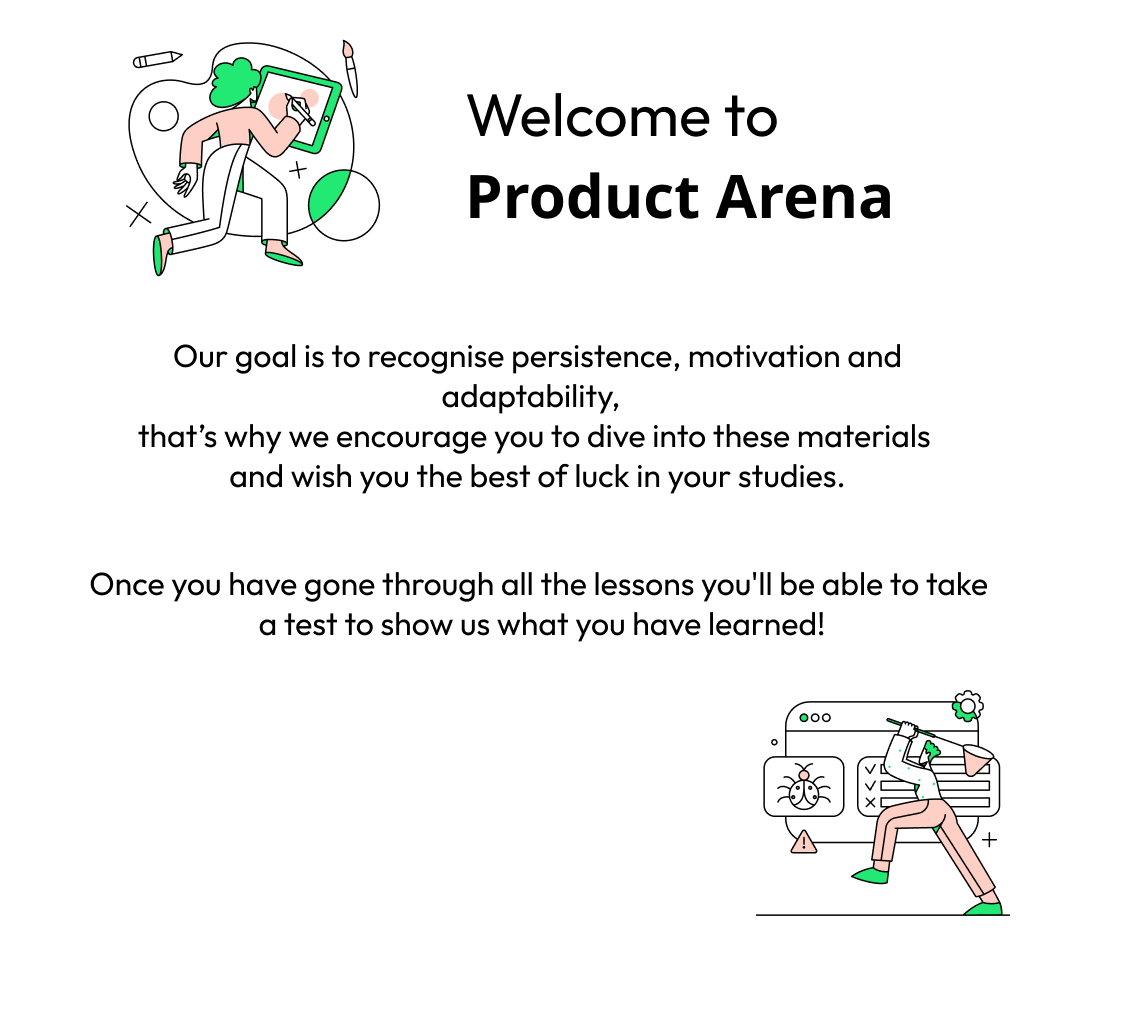 Welcome to
Product Arena
Our goal is to recognise persistence, motivation and
adaptability,
that’s why we encourage you to dive into these materials
and wish you the best of luck in your studies.
Once you have gone through all the lessons you'll be able to take
a test to show us what you have learned!